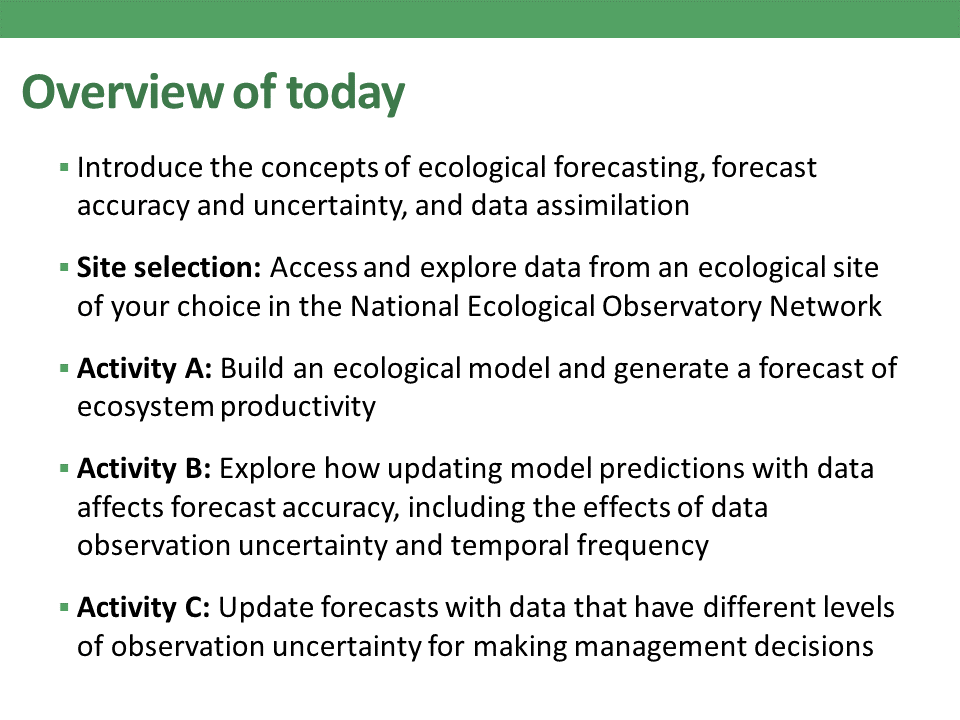 Overview of today
▪ Introduce the concepts of ecological forecasting, forecast
accuracy and uncertainty, and data assimilation
▪ Site selection: Access and explore data from an ecological site
of your choice in the National Ecological Observatory Network
▪ Activity A: Build an ecological model and generate a forecast of
ecosystem productivity
▪ Activity B: Explore how updating model predictions with data
affects forecast accuracy, including the effects of data
observation uncertainty and temporal frequency
▪ Activity C: Update forecasts with data that have different levels
of observation uncertainty for making management decisions